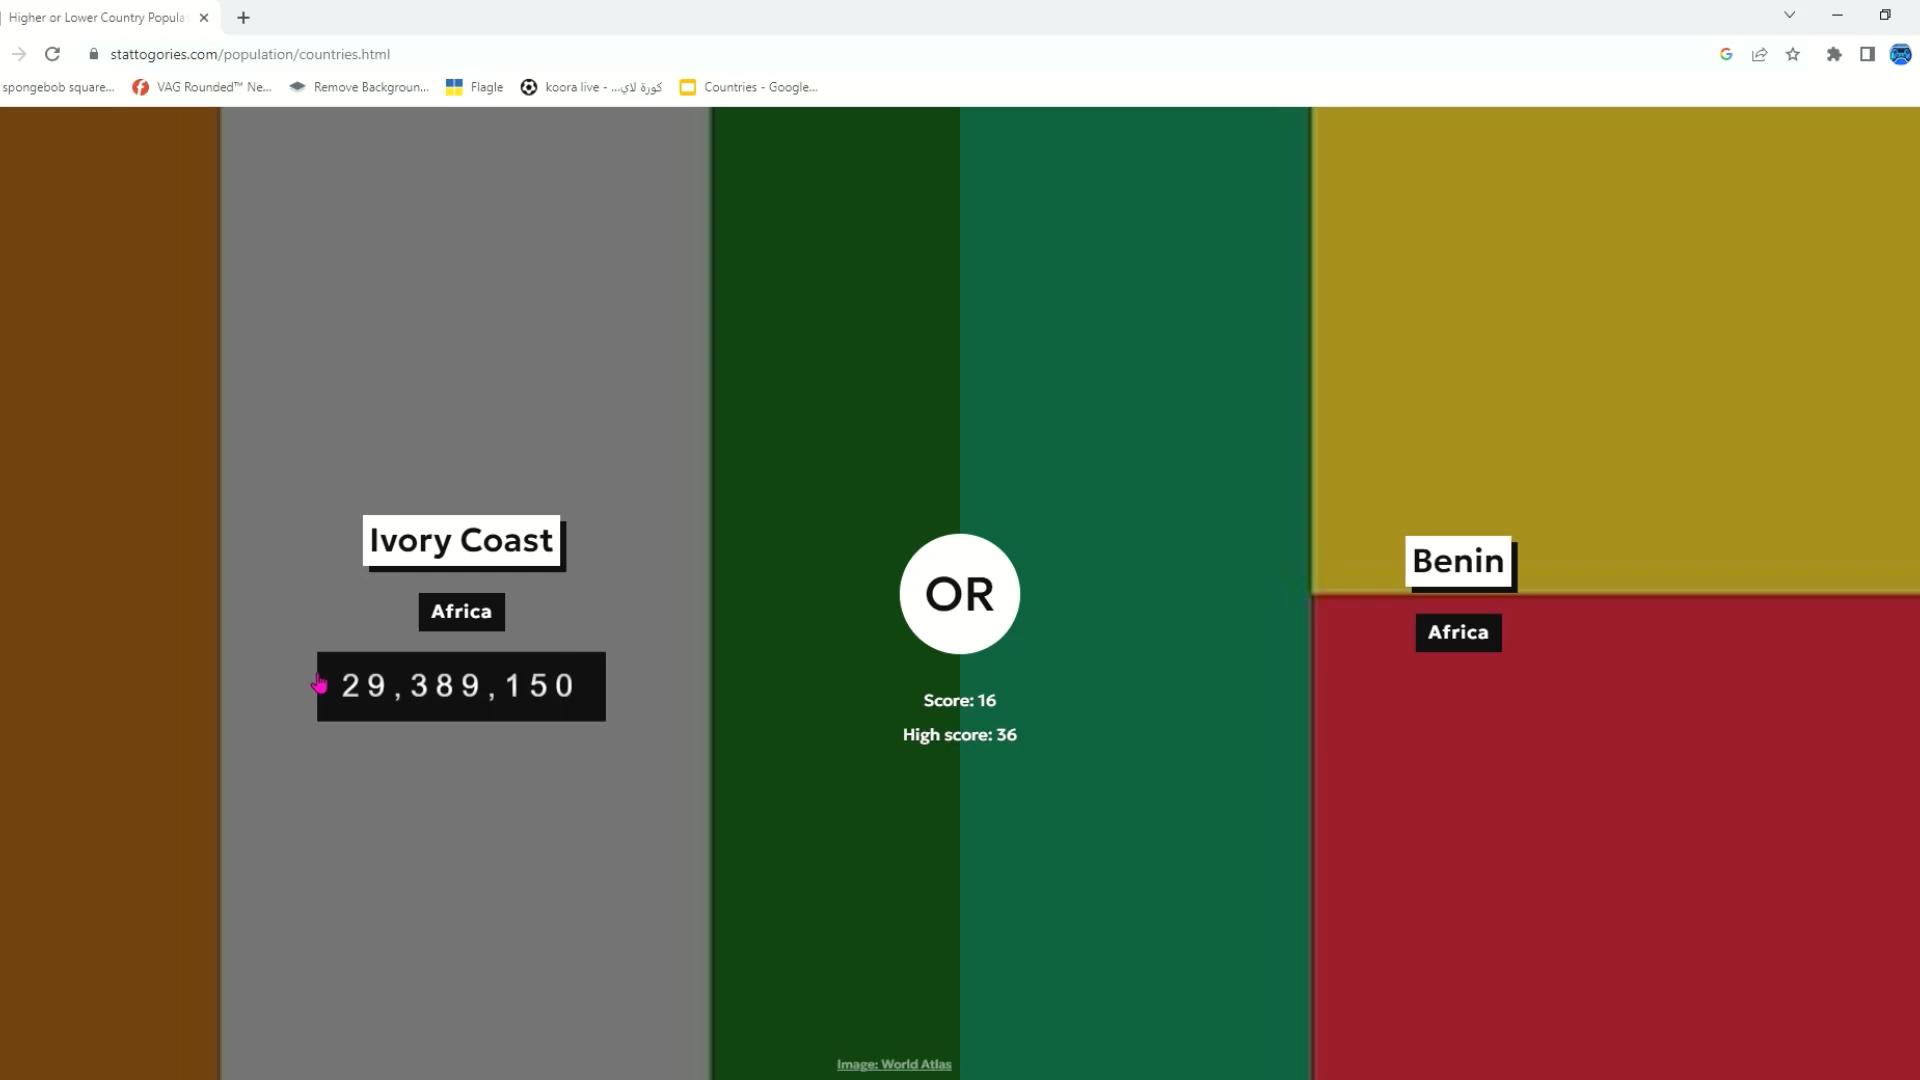 Higher or Lower Country Popula
stattogories.com/population/countries.html
spongebob square...
VAG Rounded™ Ne...
Remove Backgroun...
Flagle
koora live - ...كورة لاي
Countries - Google...
Ivory Coast
Africa
29,389,150
OR
Score: 16
High score: 36
Benin
Africa
Image: World Atlas